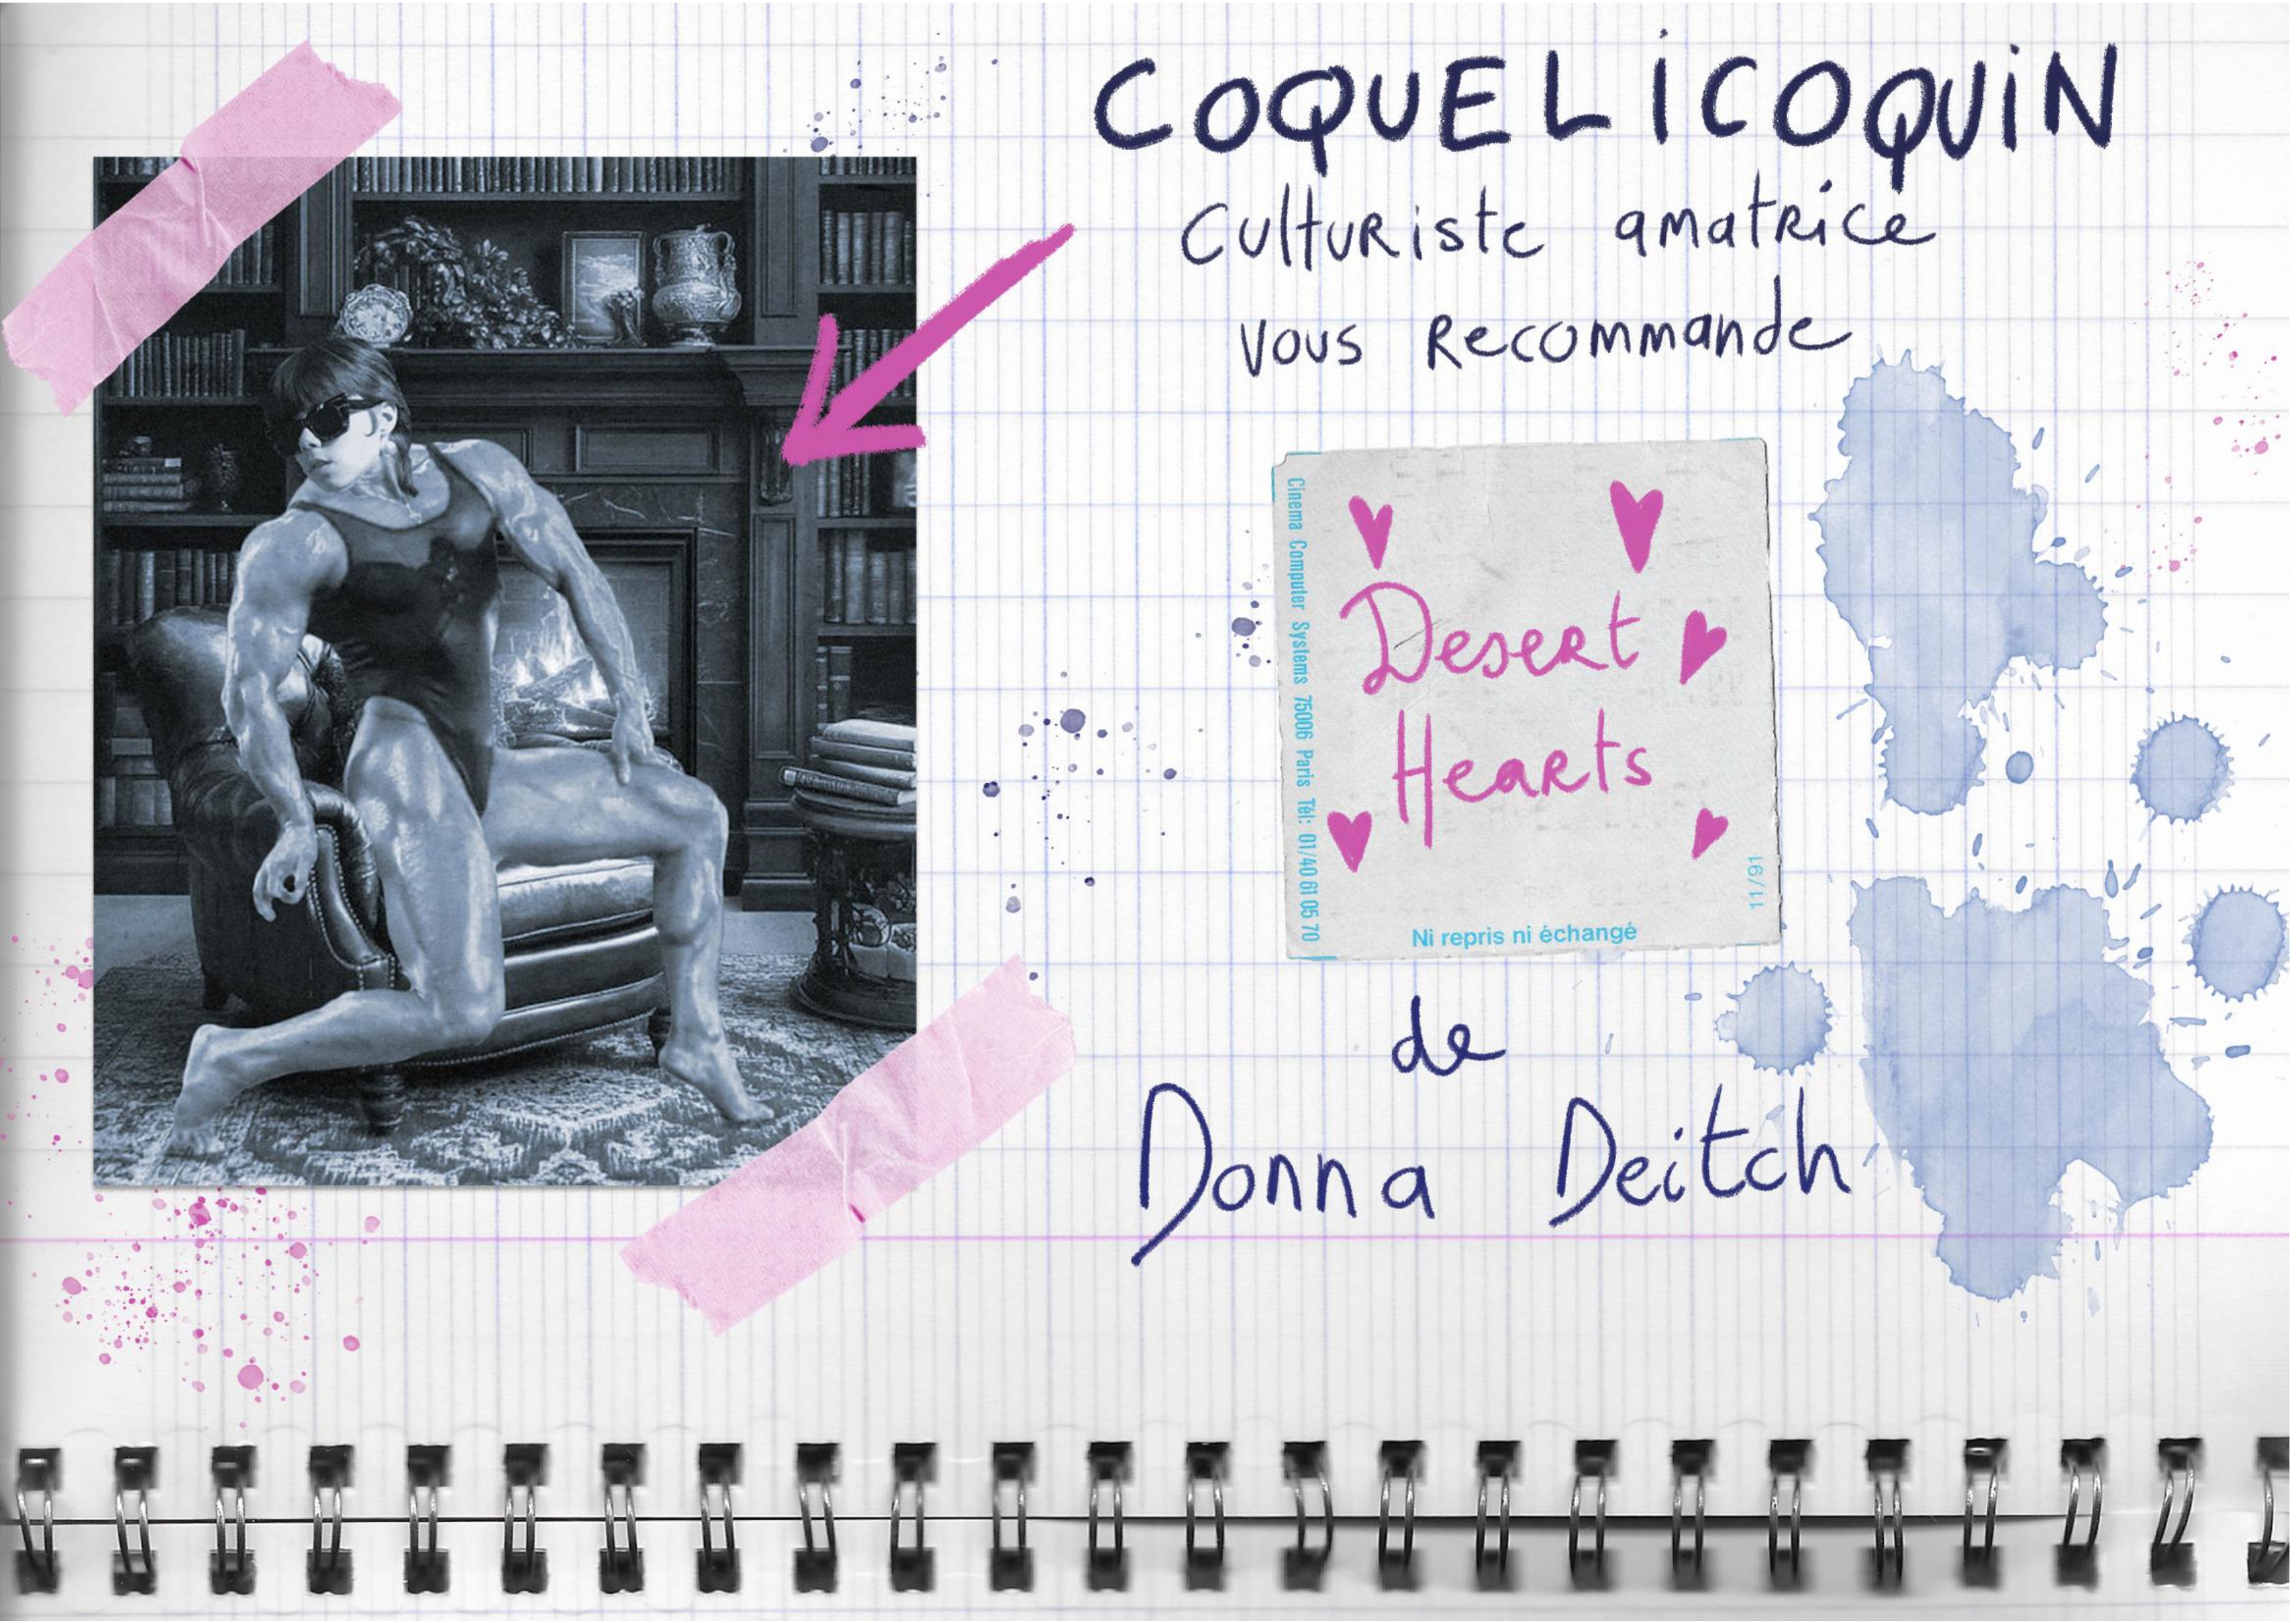 COQUELICOQUIN
culturiste amatrice
vous recommande
Cinema Computer Systems 75006 Paris Tél: 01/40 61 05 70
Desert
Hearts
11/91
Ni repris ni échangé
de
Donna Deitch